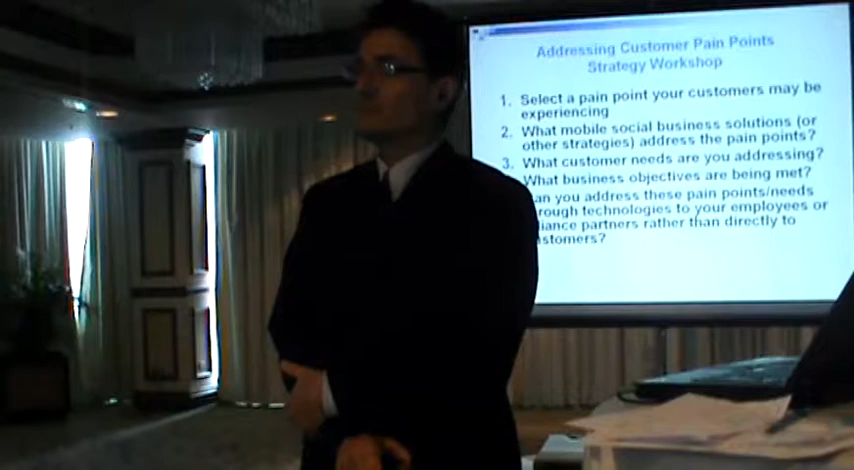 Addressing Customer Pain Points
Strategy Workshop
1. Select a pain point your customers may be
experiencing
2. What mobile social business solutions (or
other strategies) address the pain points?
3. What customer needs are you addressing?
What business objectives are being met?
an you address these pain points/needs
rough technologies to your employees or
liance partners rather than directly to
stomers?